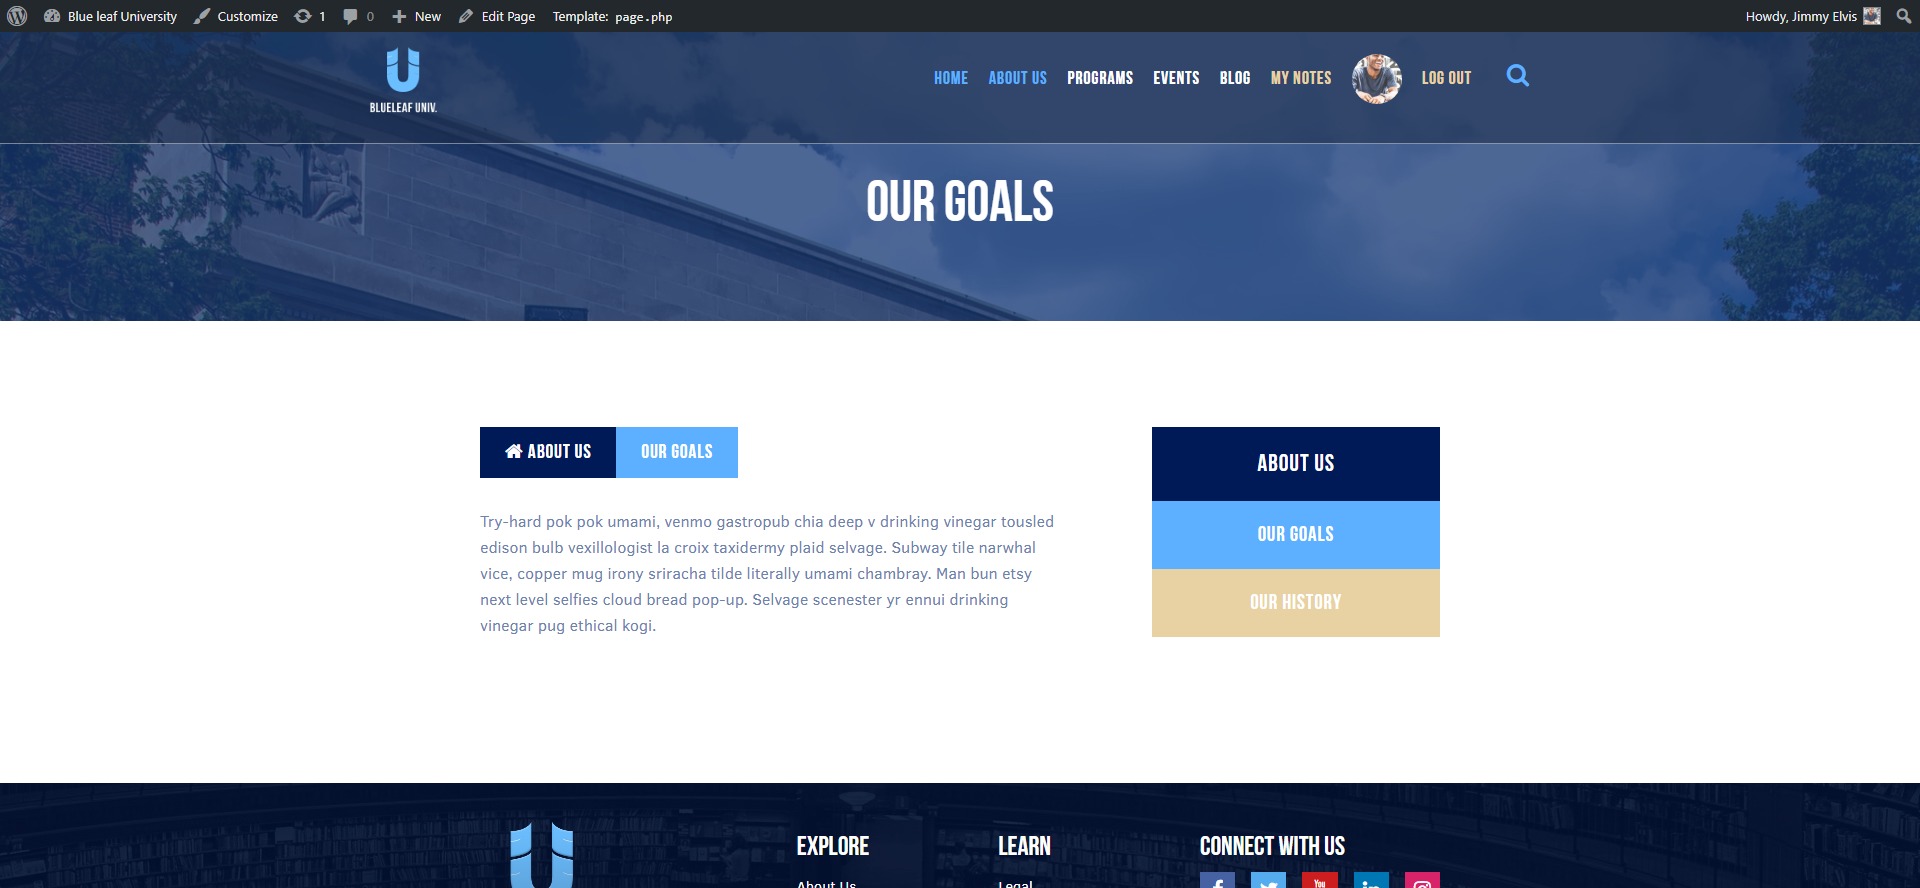 Blue leaf University Customize 1 0 New Edit Page Template: page.php Howdy, Jimmy Elvis
BLUELEAF UNIV.
HOME ABOUT US PROGRAMS EVENTS BLOG MY NOTES LOG OUT
OUR GOALS
ABOUT US OUR GOALS
Try-hard pok pok umami, venmo gastropub chia deep v drinking vinegar tousled
edison bulb vexillologist la croix taxidermy plaid selvage. Subway tile narwhal
vice, copper mug irony sriracha tilde literally umami chambray. Man bun etsy
next level selfies cloud bread pop-up. Selvage scenester yr ennui drinking
vinegar pug ethical kogi.
ABOUT US
OUR GOALS
OUR HISTORY
EXPLORE LEARN CONNECT WITH US
About Us Legal
You